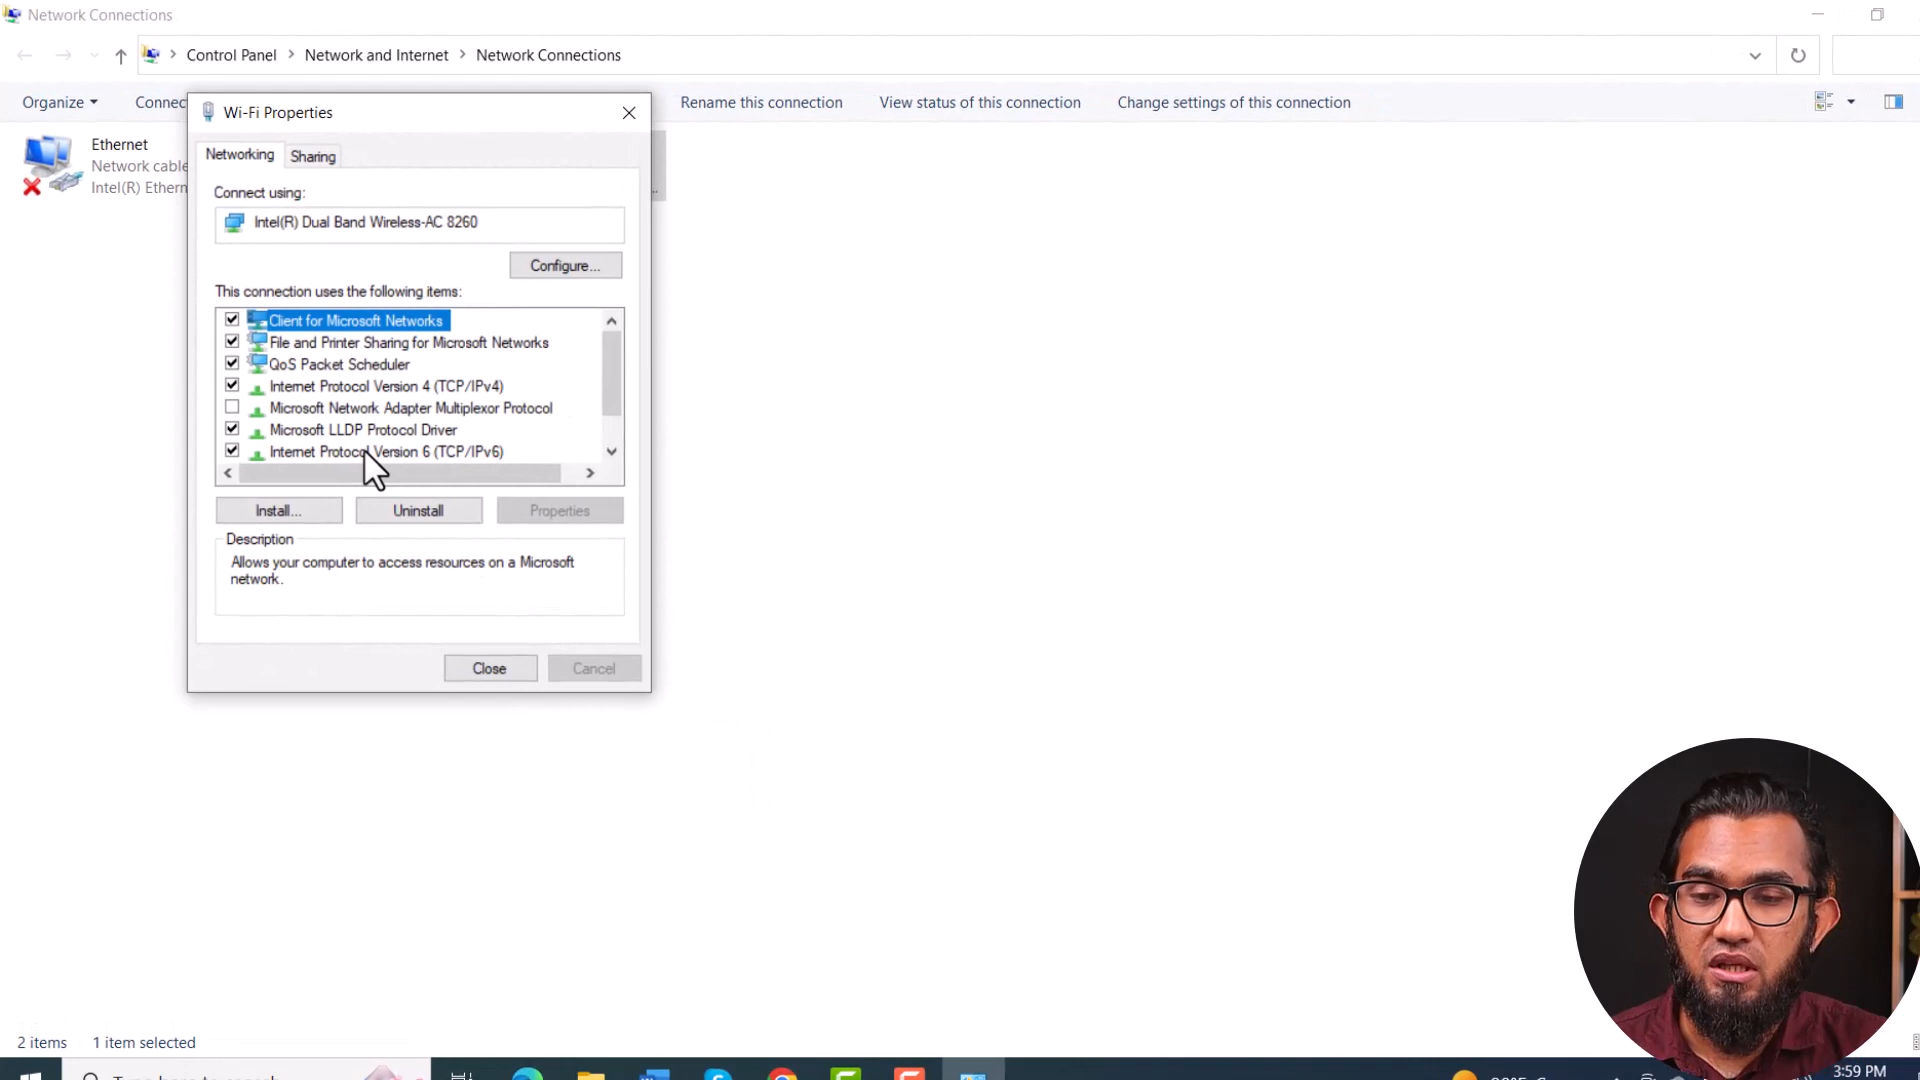 Network Connections
Control Panel > Network and Internet > Network Connections
Organize Connec Rename this connection View status of this connection Change settings of this connection
Ethernet
Network cable
Intel(R) Ethern
Wi-Fi Properties
Networking Sharing
Connect using:
Intel(R) Dual Band Wireless-AC 8260
Configure...
This connection uses the following items:
Client for Microsoft Networks
File and Printer Sharing for Microsoft Networks
QoS Packet Scheduler
Internet Protocol Version 4 (TCP/IPv4)
Microsoft Network Adapter Multiplexor Protocol
Microsoft LLDP Protocol Driver
Internet Protocol Version 6 (TCP/IPv6)
Install... Uninstall Properties
Description
Allows your computer to access resources on a Microsoft
network.
Close Cancel
2 items 1 item selected
Type here to search
3:59 PM